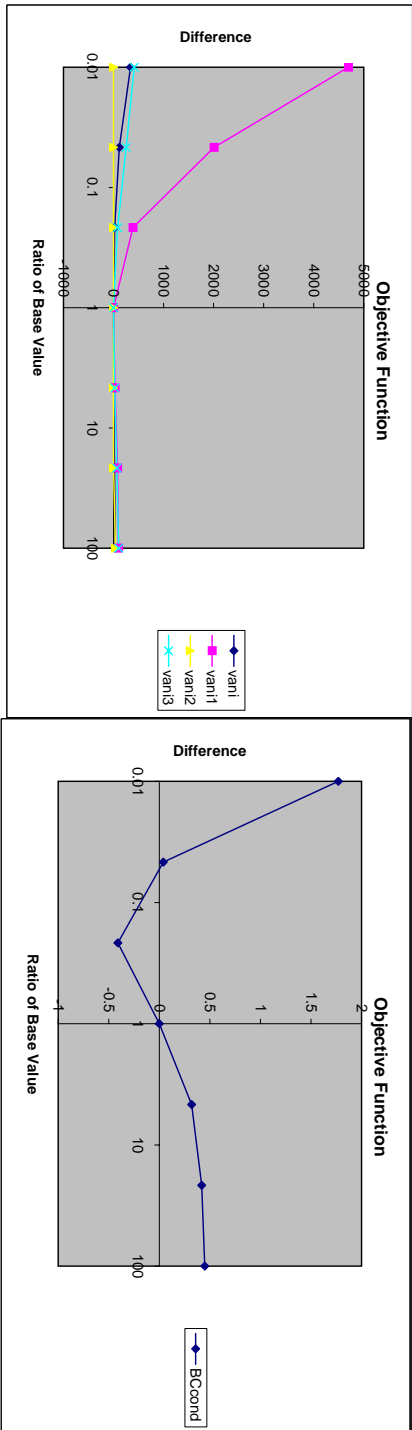 Objective Function
5000
4000
3000
2000
1000
0
-1000
0.01
0.1
1
10
100
Difference
Ratio of Base Value
vani
vani1
vani2
vani3
Objective Function
2
1.5
1
0.5
0
-0.5
-1
0.01
0.1
1
10
100
Difference
Ratio of Base Value
BCcond